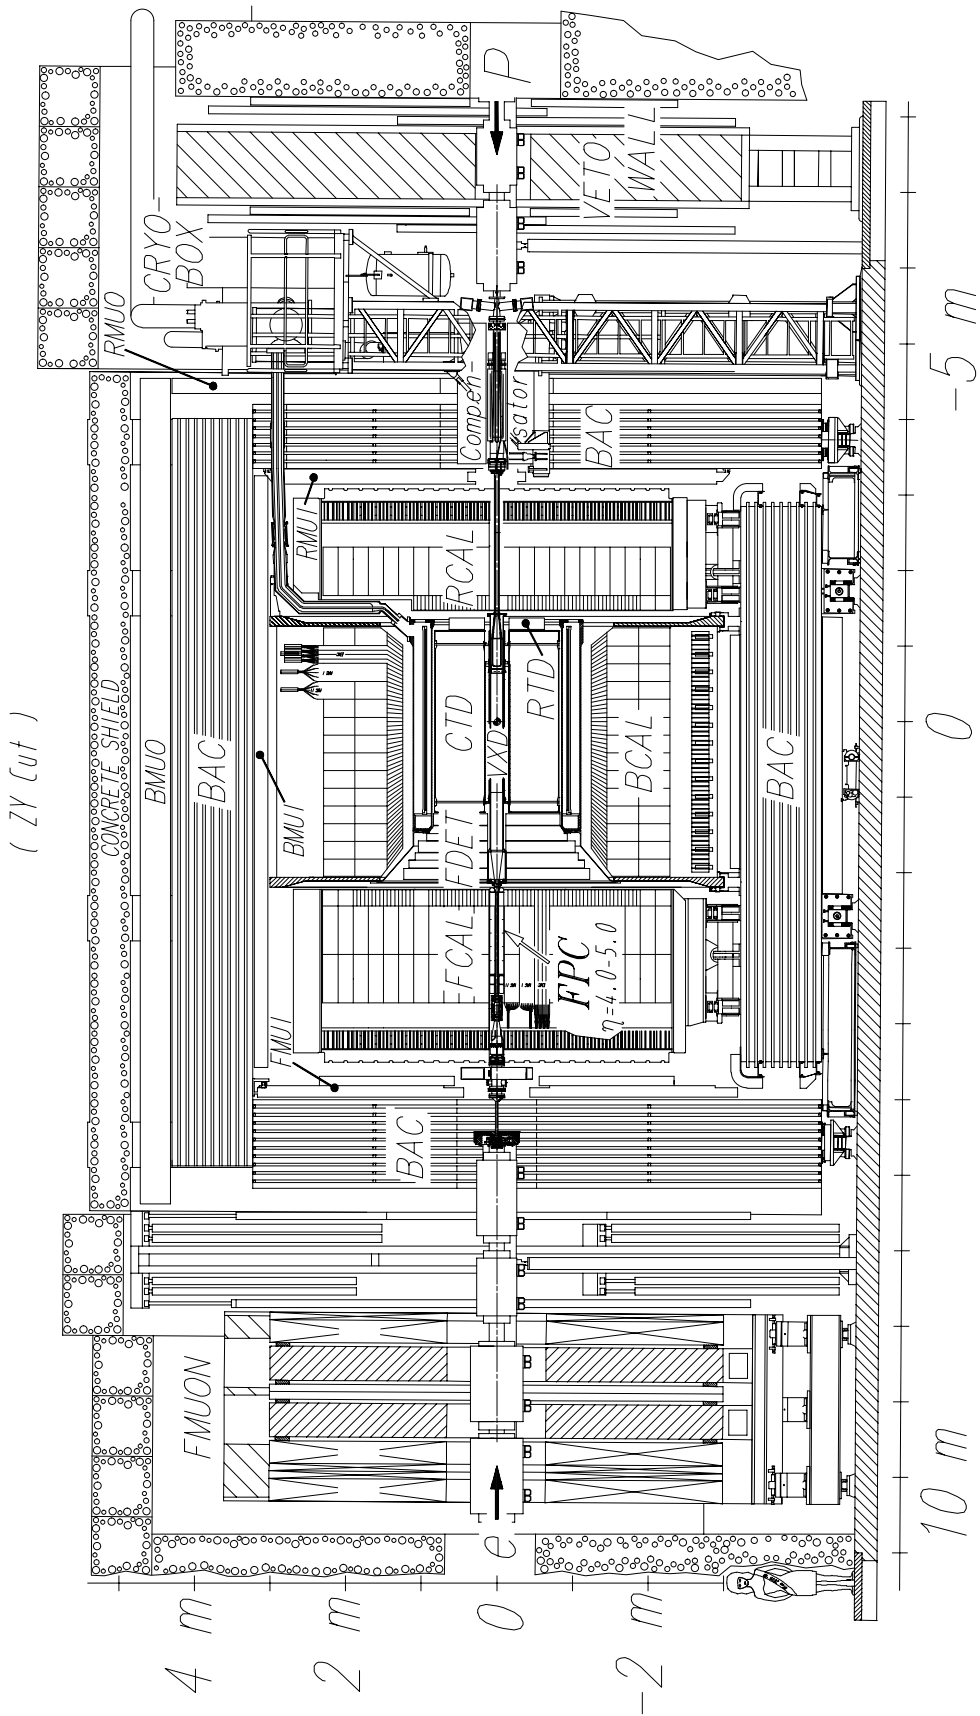 ( ZY Cut )
CONCRETE SHIELD
BMUO
BAC
BMUI
RMUO
CRYO-
BOX
RMUI
FMUI
FMUON
BAC
Compen-
sator
BAC
RCAL
RTD
CTD
VXD
BCAL
FDET
FCAL
FPC
η=4.0-5.0
BAC
VETO
WALL
P
e
4 m
2 m
0
-2 m
10 m
0
-5 m